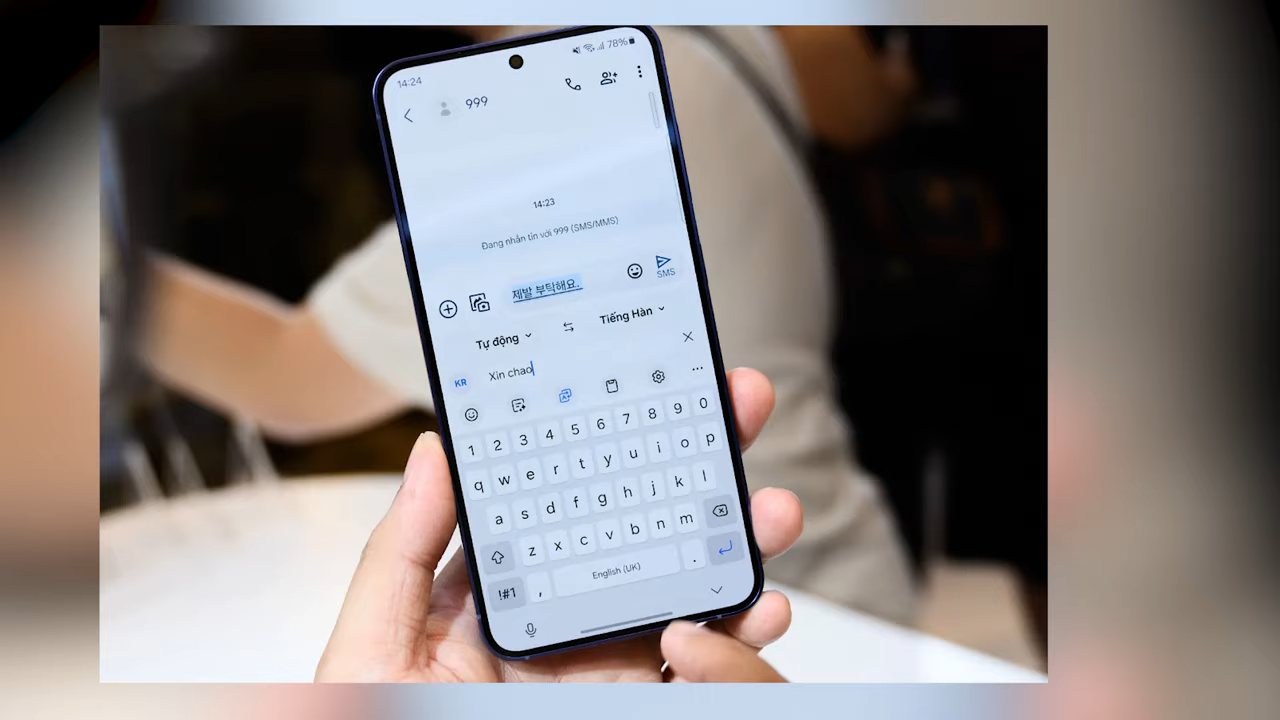 14:24
78%
999
14:23
Đang nhắn tin với 999 (SMS/MMS)
제발 부탁해요.
SMS
Tự động
Tiếng Hàn
KR
Xin chao
1 2 3 4 5 6 7 8 9 0
q w e r t y u i o p
a s d f g h j k l
z x c v b n m
!#1 , English (UK) .